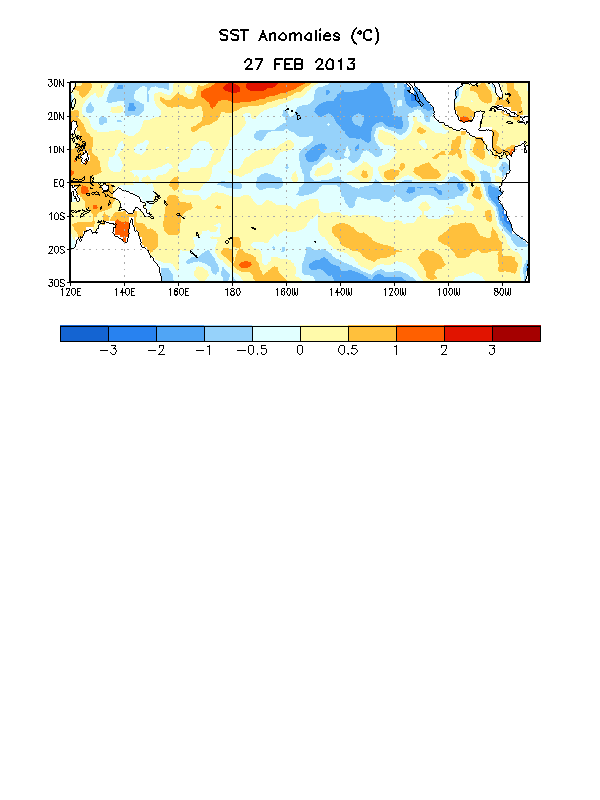 SST Anomalies (°C)
27 FEB 2013
30N
20N
10N
EQ
10S
20S
30S
120E 140E 160E 180 160W 140W 120W 100W 80W
−3 −2 −1 −0.5 0 0.5 1 2 3